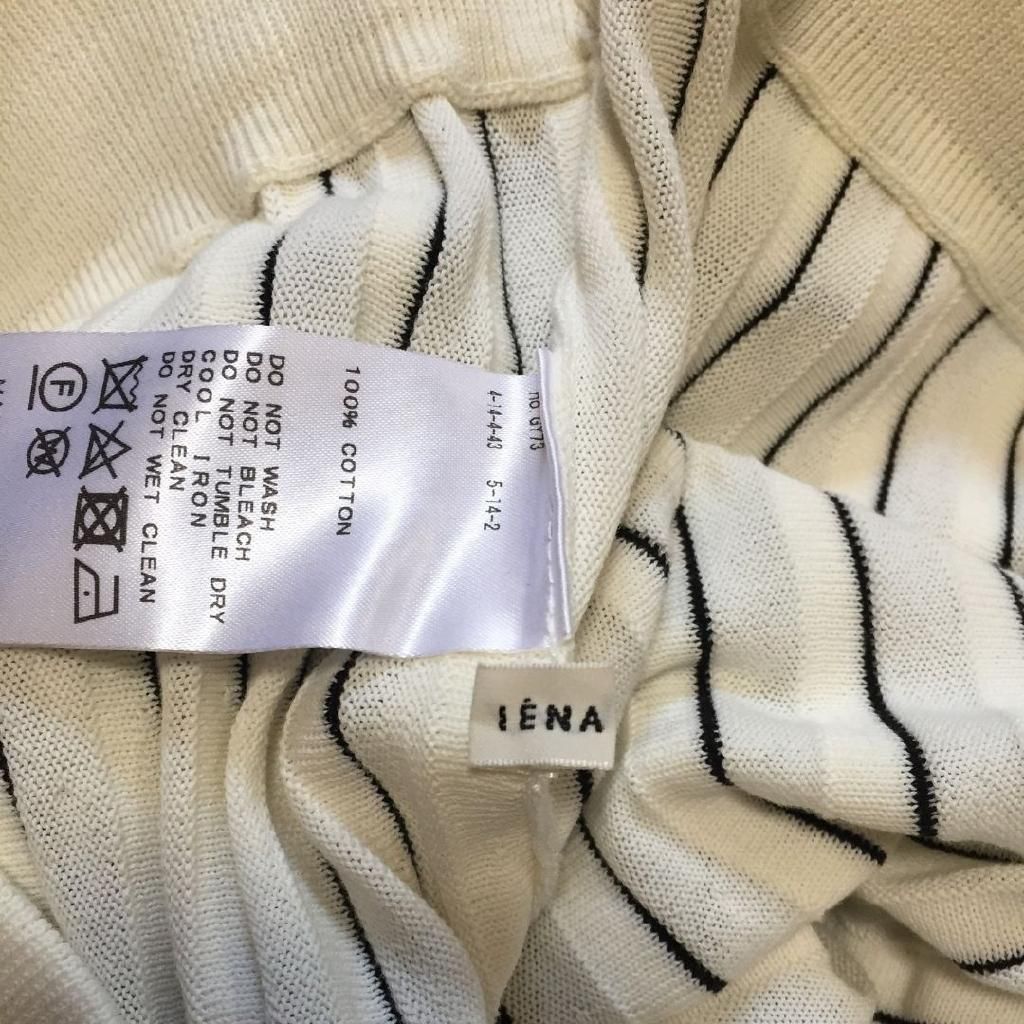 100% COTTON
DO NOT WASH
DO NOT BLEACH
DO NOT TUMBLE DRY
COOL IRON
DRY CLEAN
DO NOT WET CLEAN
F
W
4-14-4-43 5-14-2
IÉNA